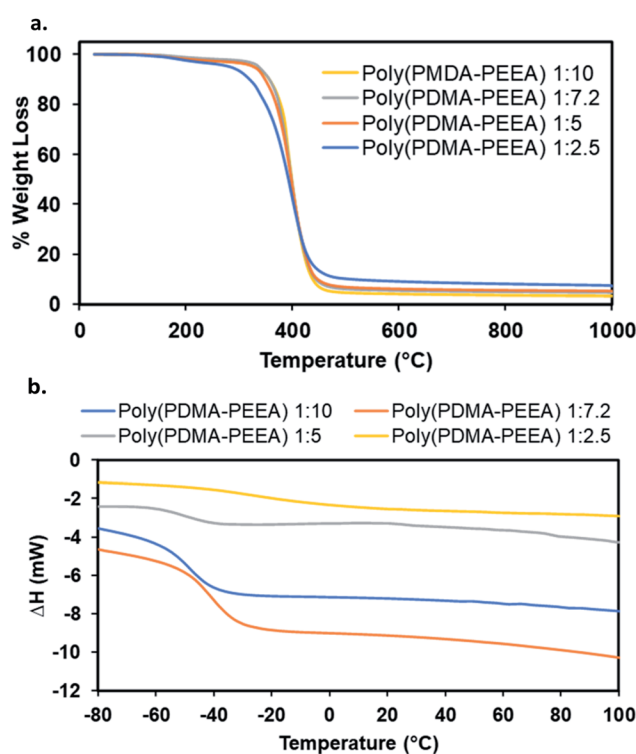 a.
100
80
60
40
20
0
% Weight Loss
Poly(PMDA-PEEA) 1:10
Poly(PDMA-PEEA) 1:7.2
Poly(PDMA-PEEA) 1:5
Poly(PDMA-PEEA) 1:2.5
0 200 400 600 800 1000
Temperature (°C)
b.
Poly(PDMA-PEEA) 1:10 Poly(PDMA-PEEA) 1:7.2
Poly(PDMA-PEEA) 1:5 Poly(PDMA-PEEA) 1:2.5
0
-2
-4
-6
-8
-10
-12
ΔH (mW)
-80 -60 -40 -20 0 20 40 60 80 100
Temperature (°C)